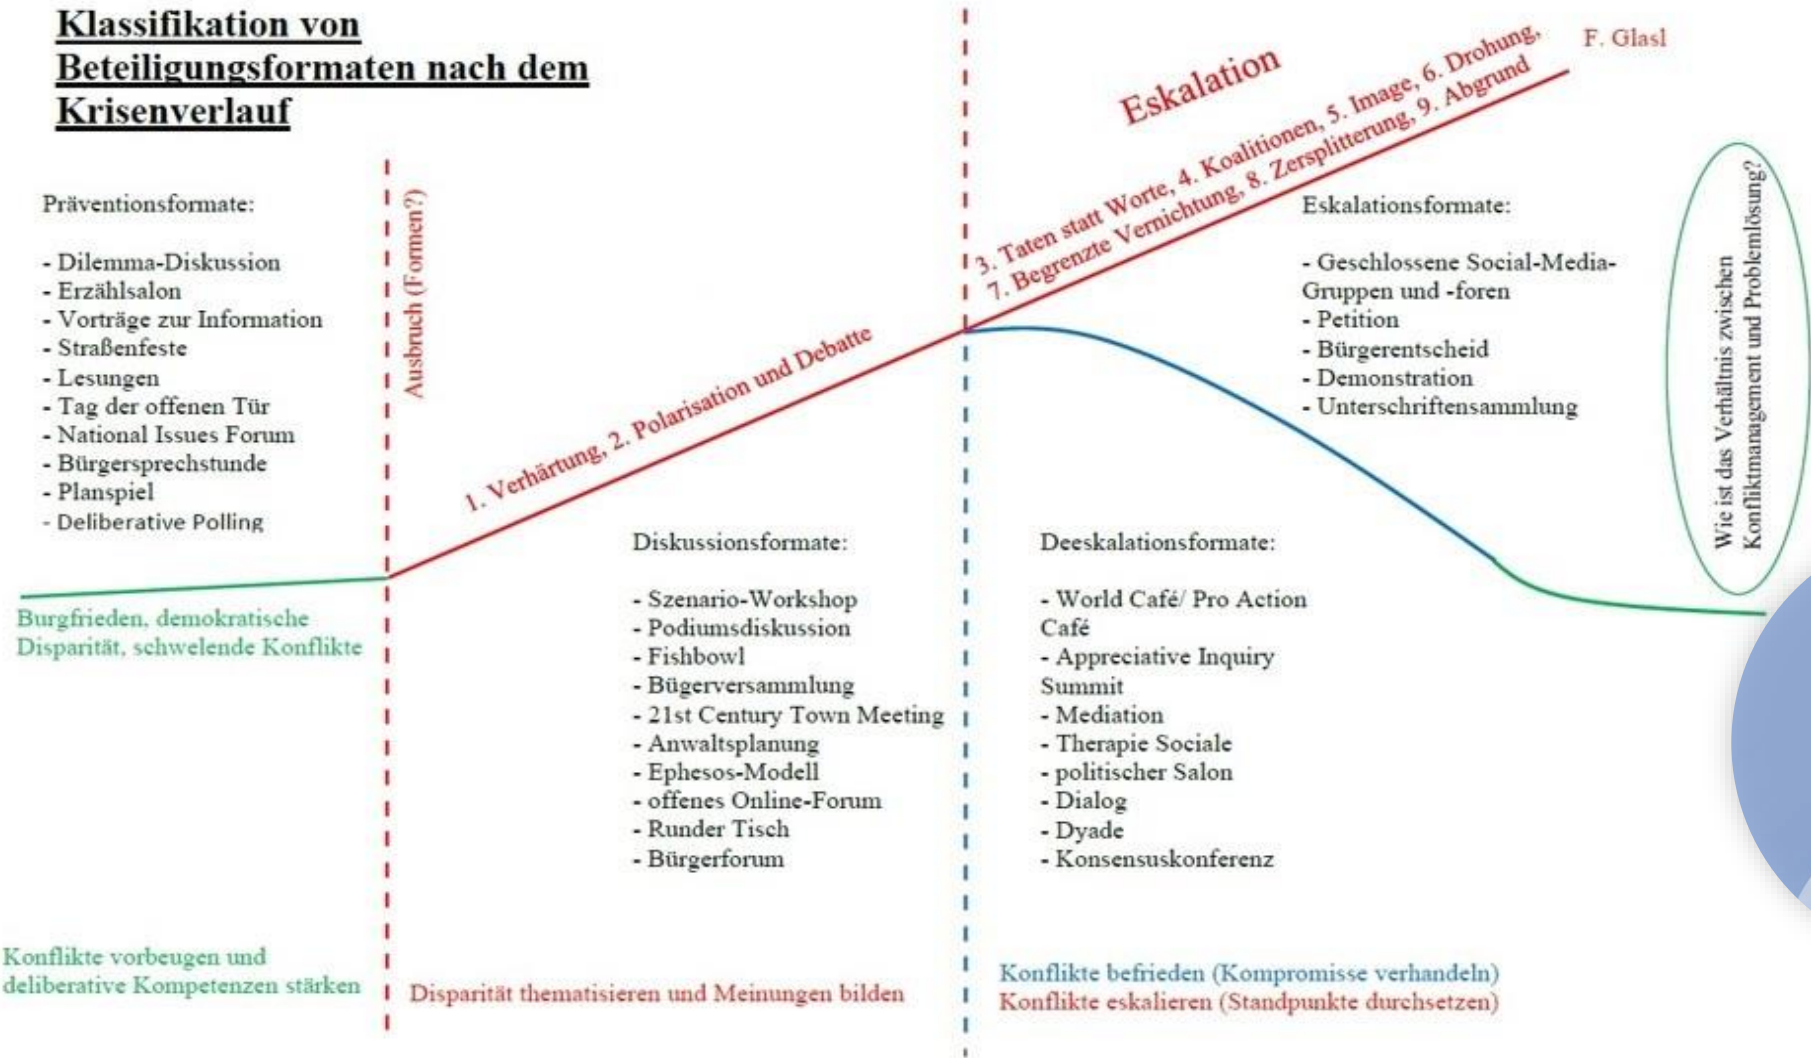 Klassifikation von
Beteiligungsformaten nach dem
Krisenverlauf
Präventionsformate:
- Dilemma-Diskussion
- Erzählsalon
- Vorträge zur Information
- Straßenfeste
- Lesungen
- Tag der offenen Tür
- National Issues Forum
- Bürgersprechstunde
- Planspiel
- Deliberative Polling
Burgfrieden, demokratische
Disparität, schwelende Konflikte
Konflikte vorbeugen und
deliberative Kompetenzen stärken
Ausbruch (Formen?)
1. Verhärtung, 2. Polarisation und Debatte
Diskussionsformate:
- Szenario-Workshop
- Podiumsdiskussion
- Fishbowl
- Bügerversammlung
- 21st Century Town Meeting
- Anwaltsplanung
- Ephesos-Modell
- offenes Online-Forum
- Runder Tisch
- Bürgerforum
Disparität thematisieren und Meinungen bilden
Eskalation
F. Glasl
3. Taten statt Worte, 4. Koalitionen, 5. Image, 6. Drohung,
7. Begrenzte Vernichtung, 8. Zersplitterung, 9. Abgrund
Eskalationsformate:
- Geschlossene Social-Media-
Gruppen und -foren
- Petition
- Bürgerentscheid
- Demonstration
- Unterschriftensammlung
Deeskalationsformate:
- World Café/ Pro Action
Café
- Appreciative Inquiry
Summit
- Mediation
- Therapie Sociale
- politischer Salon
- Dialog
- Dyade
- Konsensuskonferenz
Konflikte befrieden (Kompromisse verhandeln)
Konflikte eskalieren (Standpunkte durchsetzen)
Wie ist das Verhältnis zwischen
Konfliktmanagement und Problemlösung?